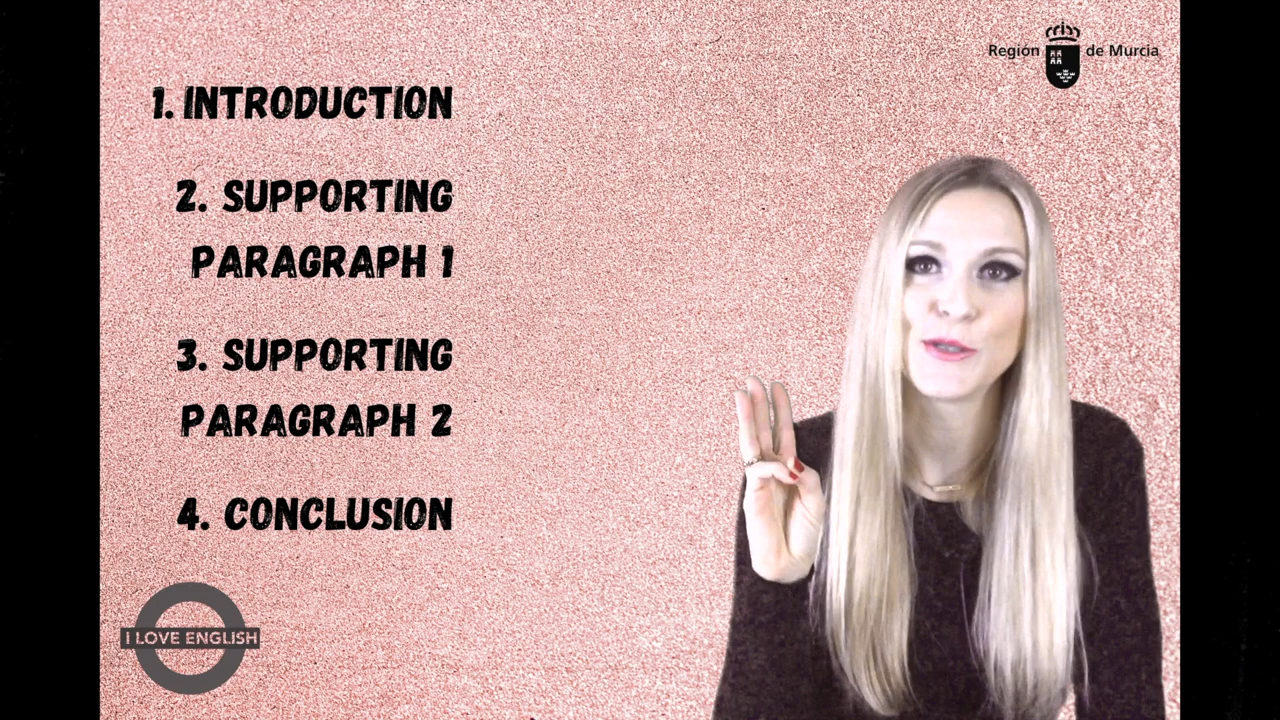 Región de Murcia
1. INTRODUCTION
2. SUPPORTING
PARAGRAPH 1
3. SUPPORTING
PARAGRAPH 2
4. CONCLUSION
I LOVE ENGLISH